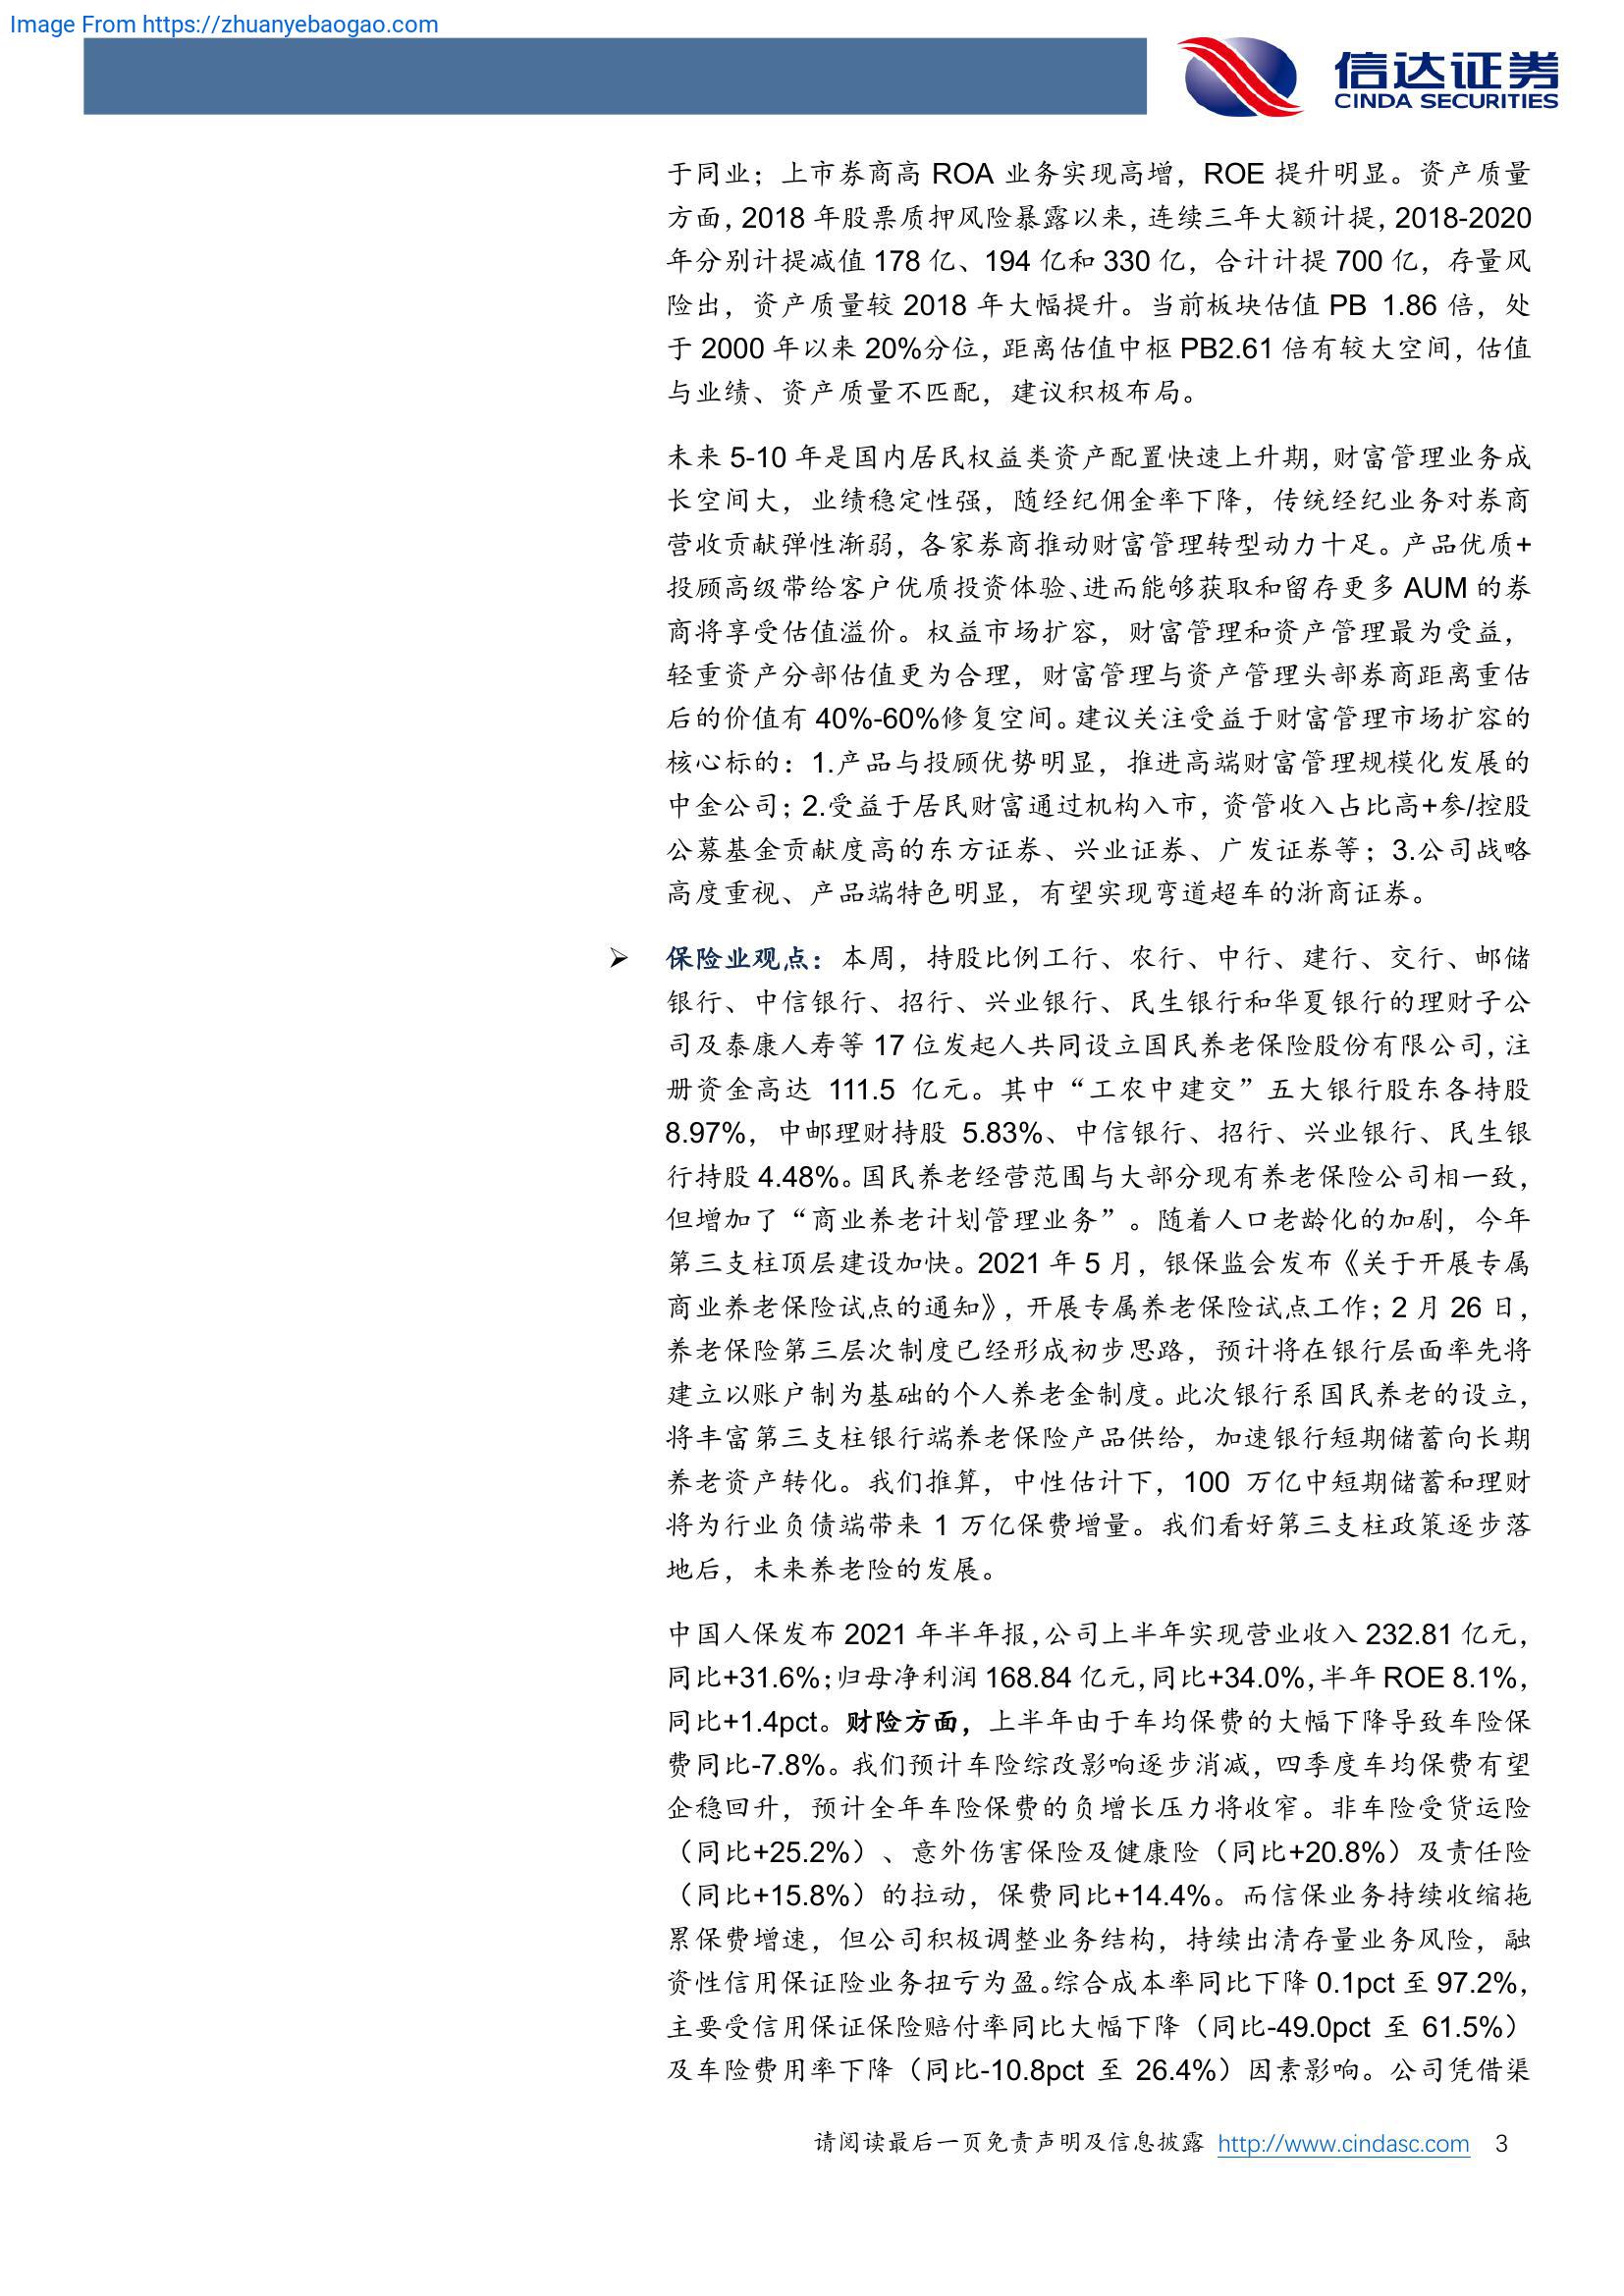 Image From https://zhuanyebaogao.com
信达证券
CINDA SECURITIES
于同业；上市券商高 ROA 业务实现高增，ROE 提升明显。资产质量
方面，2018 年股票质押风险暴露以来，连续三年大额计提，2018-2020
年分别计提减值 178 亿、194 亿和 330 亿，合计计提 700 亿，存量风
险出，资产质量较 2018 年大幅提升。当前板块估值 PB 1.86 倍，处
于 2000 年以来 20%分位，距离估值中枢 PB2.61 倍有较大空间，估值
与业绩、资产质量不匹配，建议积极布局。
未来 5-10 年是国内居民权益类资产配置快速上升期，财富管理业务成
长空间大，业绩稳定性强，随经纪佣金率下降，传统经纪业务对券商
营收贡献弹性渐弱，各家券商推动财富管理转型动力十足。产品优质+
投顾高级带给客户优质投资体验、进而能够获取和留存更多 AUM 的券
商将享受估值溢价。权益市场扩容，财富管理和资产管理最为受益，
轻重资产分部估值更为合理，财富管理与资产管理头部券商距离重估
后的价值有 40%-60%修复空间。建议关注受益于财富管理市场扩容的
核心标的：1.产品与投顾优势明显，推进高端财富管理规模化发展的
中金公司；2.受益于居民财富通过机构入市，资管收入占比高+参/控股
公募基金贡献度高的东方证券、兴业证券、广发证券等；3.公司战略
高度重视、产品端特色明显，有望实现弯道超车的浙商证券。
➢ 保险业观点：本周，持股比例工行、农行、中行、建行、交行、邮储
银行、中信银行、招行、兴业银行、民生银行和华夏银行的理财子公
司及泰康人寿等 17 位发起人共同设立国民养老保险股份有限公司，注
册资金高达 111.5 亿元。其中“工农中建交”五大银行股东各持股
8.97%，中邮理财持股 5.83%、中信银行、招行、兴业银行、民生银
行持股 4.48%。国民养老经营范围与大部分现有养老保险公司相一致，
但增加了“商业养老计划管理业务”。随着人口老龄化的加剧，今年
第三支柱顶层建设加快。2021 年 5 月，银保监会发布《关于开展专属
商业养老保险试点的通知》，开展专属养老保险试点工作；2 月 26 日，
养老保险第三层次制度已经形成初步思路，预计将在银行层面率先将
建立以账户制为基础的个人养老金制度。此次银行系国民养老的设立，
将丰富第三支柱银行端养老保险产品供给，加速银行短期储蓄向长期
养老资产转化。我们推算，中性估计下，100 万亿中短期储蓄和理财
将为行业负债端带来 1 万亿保费增量。我们看好第三支柱政策逐步落
地后，未来养老险的发展。
中国人保发布 2021 年半年报，公司上半年实现营业收入 232.81 亿元，
同比+31.6%；归母净利润 168.84 亿元，同比+34.0%，半年 ROE 8.1%，
同比+1.4pct。财险方面，上半年由于车均保费的大幅下降导致车险保
费同比-7.8%。我们预计车险综改影响逐步消减，四季度车均保费有望
企稳回升，预计全年车险保费的负增长压力将收窄。非车险受货运险
（同比+25.2%）、意外伤害保险及健康险（同比+20.8%）及责任险
（同比+15.8%）的拉动，保费同比+14.4%。而信保业务持续收缩拖
累保费增速，但公司积极调整业务结构，持续出清存量业务风险，融
资性信用保证险业务扭亏为盈。综合成本率同比下降 0.1pct 至 97.2%，
主要受信用保证保险赔付率同比大幅下降（同比-49.0pct 至 61.5%）
及车险费用率下降（同比-10.8pct 至 26.4%）因素影响。公司凭借渠
请阅读最后一页免责声明及信息披露 http://www.cindasc.com 3